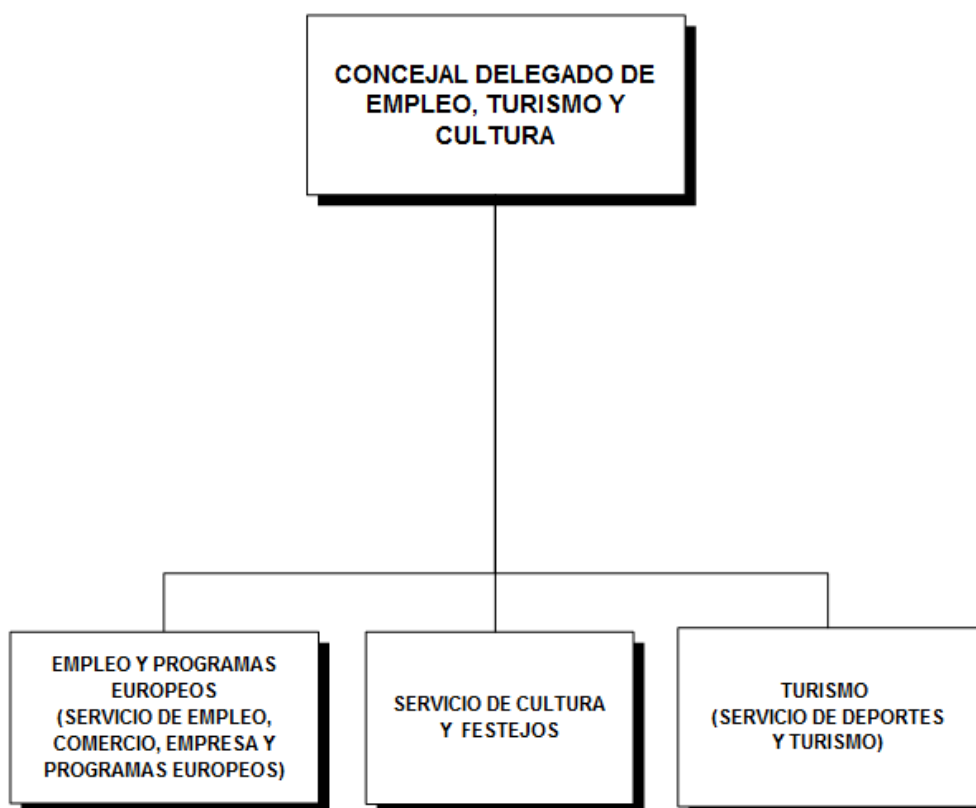 CONCEJAL DELEGADO DE
EMPLEO, TURISMO Y
CULTURA
EMPLEO Y PROGRAMAS
EUROPEOS
(SERVICIO DE EMPLEO,
COMERCIO, EMPRESA Y
PROGRAMAS EUROPEOS)
SERVICIO DE CULTURA
Y FESTEJOS
TURISMO
(SERVICIO DE DEPORTES
Y TURISMO)